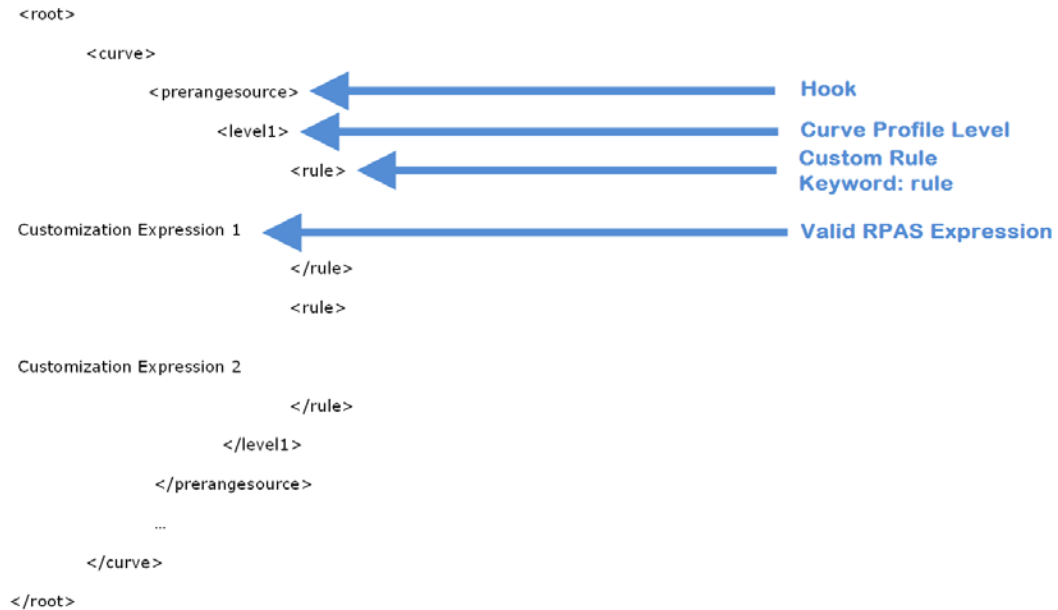 <root>
<curve>
<prerangesource>
Hook
<level1>
Curve Profile Level
<rule>
Custom Rule
Keyword: rule
Customization Expression 1
Valid RPAS Expression
</rule>
<rule>
Customization Expression 2
</rule>
</level1>
</prerangesource>
...
</curve>
</root>